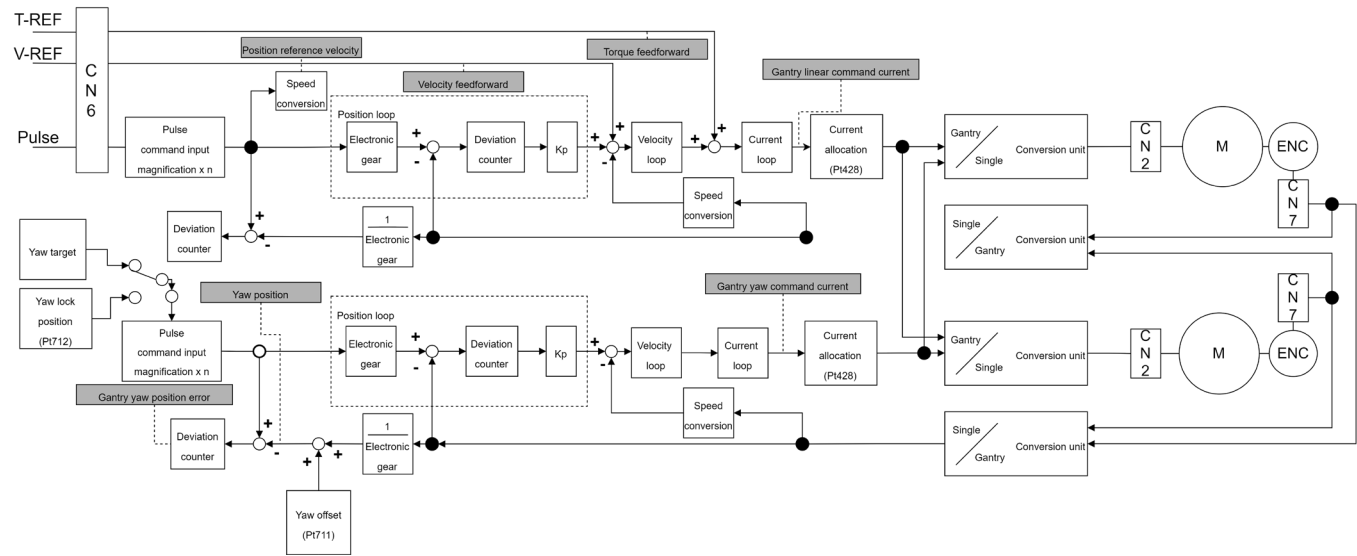 T-REF
V-REF
Pulse
C
N
6
Pulse
command input
magnification x n
Position reference velocity
Speed
conversion
Velocity feedforward
Torque feedforward
Gantry linear command current
Position loop
Electronic
gear
+
-
Deviation
counter
Kp
+
+
-
Velocity
loop
+
+
Current
loop
Current
allocation
(Pt428)
Speed
conversion
1
Electronic
gear
+
-
Deviation
counter
Gantry
Single
Conversion unit
C
N
2
M
ENC
C
N
7
Single
Gantry
Conversion unit
Yaw target
Yaw lock
position
(Pt712)
Pulse
command input
magnification x n
Yaw position
Gantry yaw position error
Position loop
Electronic
gear
+
-
Deviation
counter
Kp
+
-
Velocity
loop
Current
loop
Gantry yaw command current
Current
allocation
(Pt428)
Speed
conversion
1
Electronic
gear
+
-
+
+
Deviation
counter
Yaw offset
(Pt711)
Gantry
Single
Conversion unit
C
N
2
M
ENC
C
N
7
Single
Gantry
Conversion unit